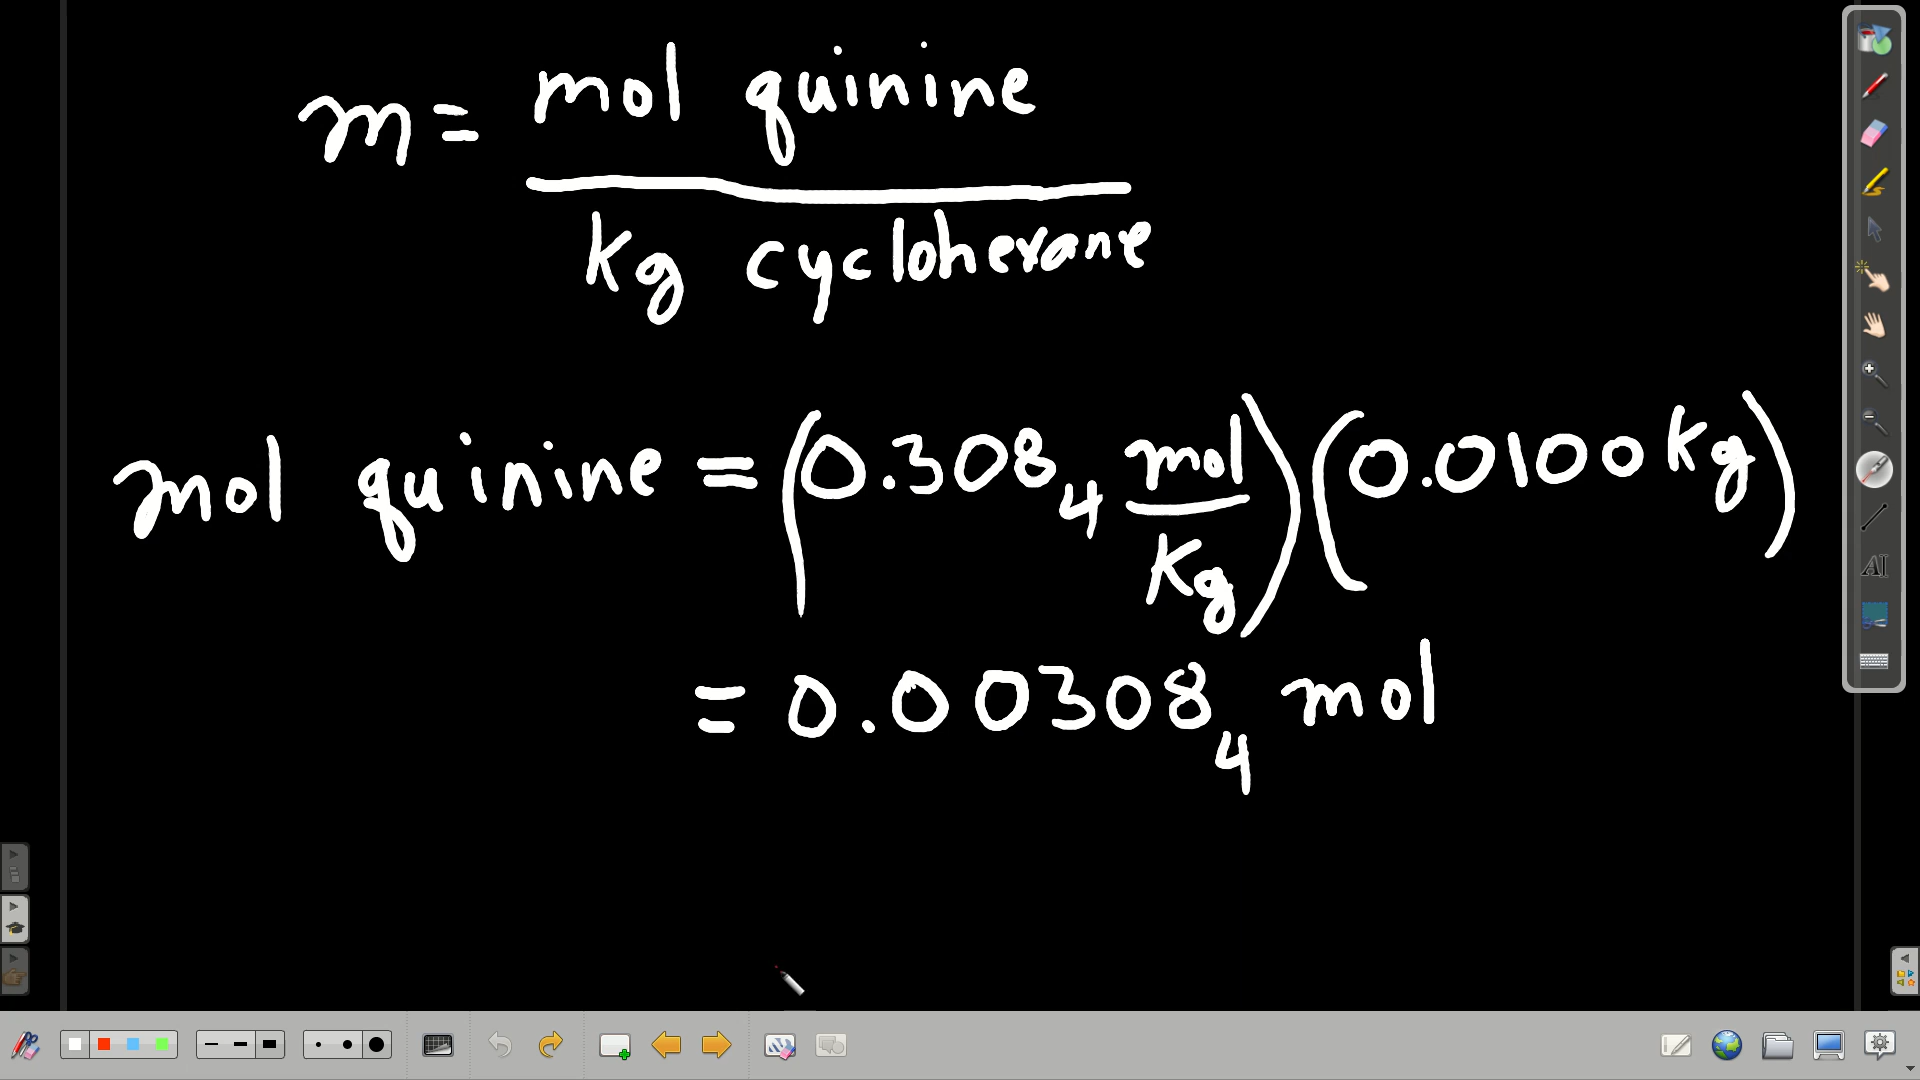 m = mol quinine
kg cyclohexane
mol quinine = (0.308₄ mol/kg)(0.0100 kg)
= 0.00308₄ mol